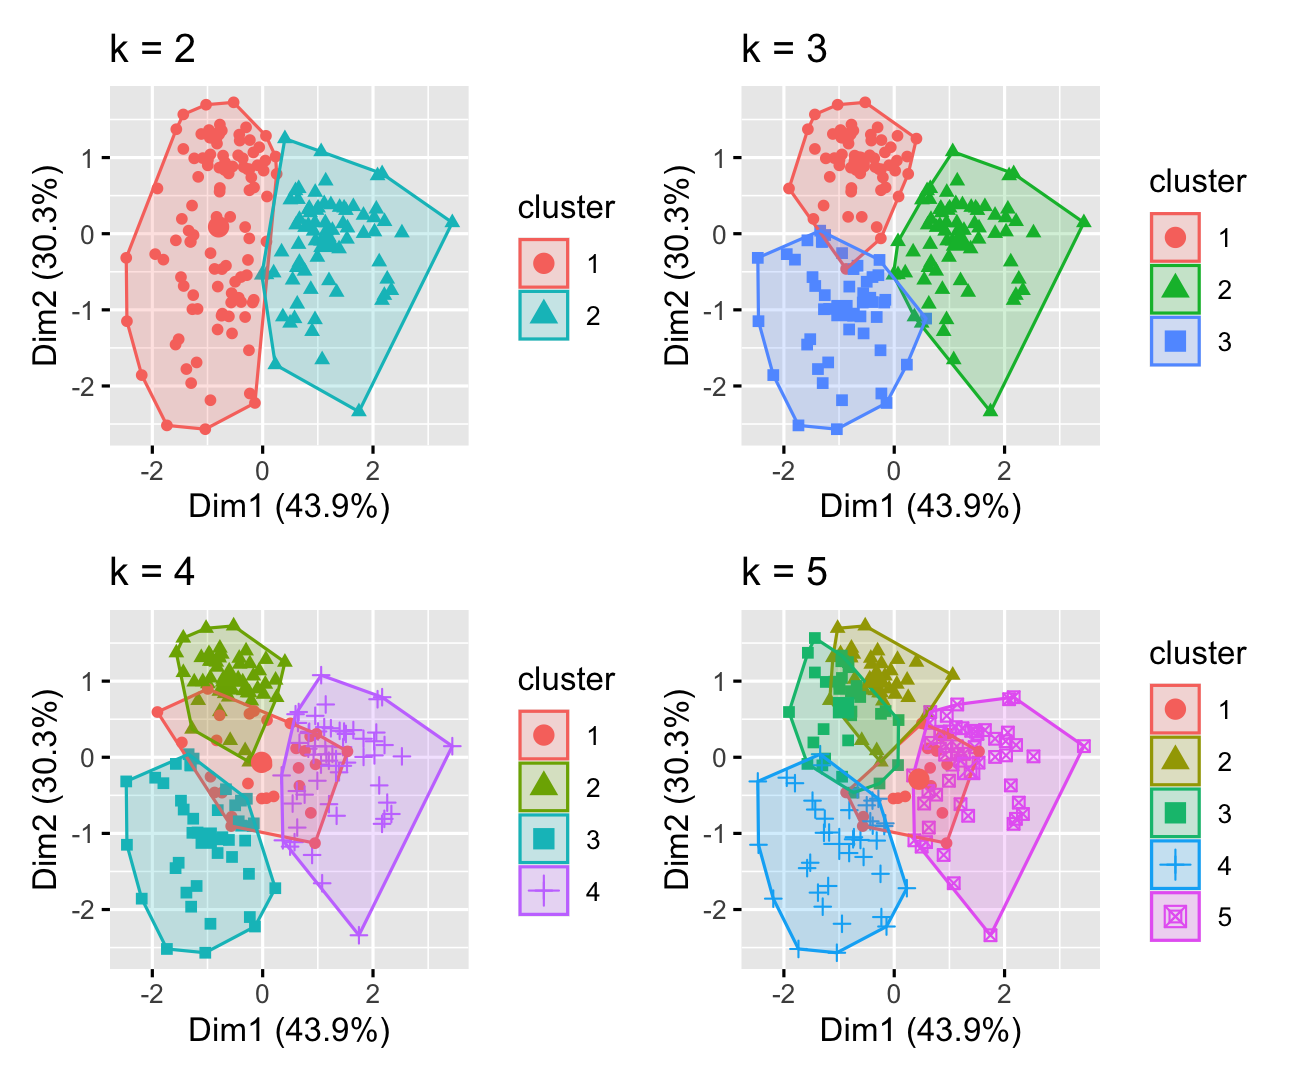 k = 2
1
0
-1
-2
-2 0 2
Dim1 (43.9%)
Dim2 (30.3%)
cluster
1
2
k = 3
1
0
-1
-2
-2 0 2
Dim1 (43.9%)
Dim2 (30.3%)
cluster
1
2
3
k = 4
1
0
-1
-2
-2 0 2
Dim1 (43.9%)
Dim2 (30.3%)
cluster
1
2
3
4
k = 5
1
0
-1
-2
-2 0 2
Dim1 (43.9%)
Dim2 (30.3%)
cluster
1
2
3
4
5